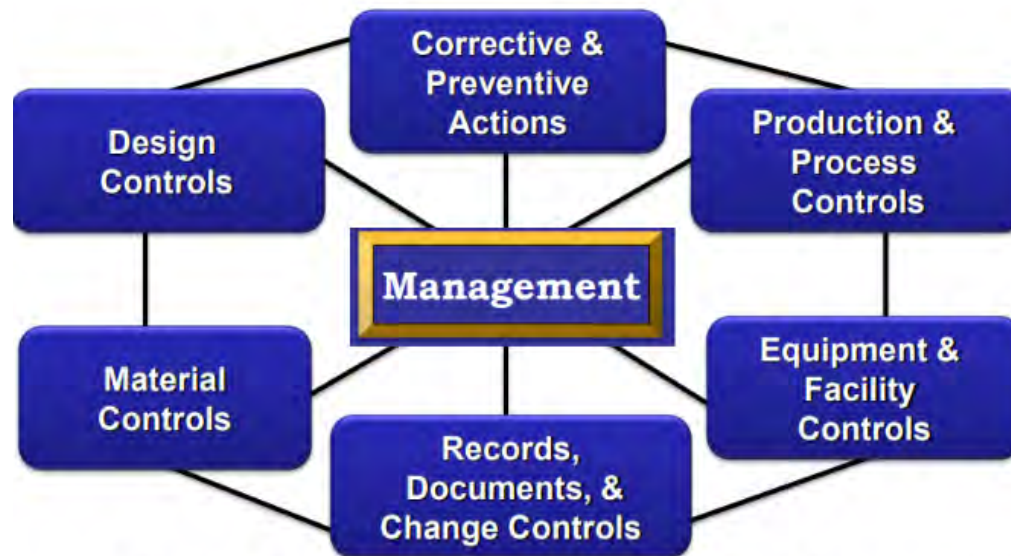 Corrective &
Preventive
Actions
Design
Controls
Production &
Process
Controls
Management
Material
Controls
Equipment &
Facility
Controls
Records,
Documents, &
Change Controls